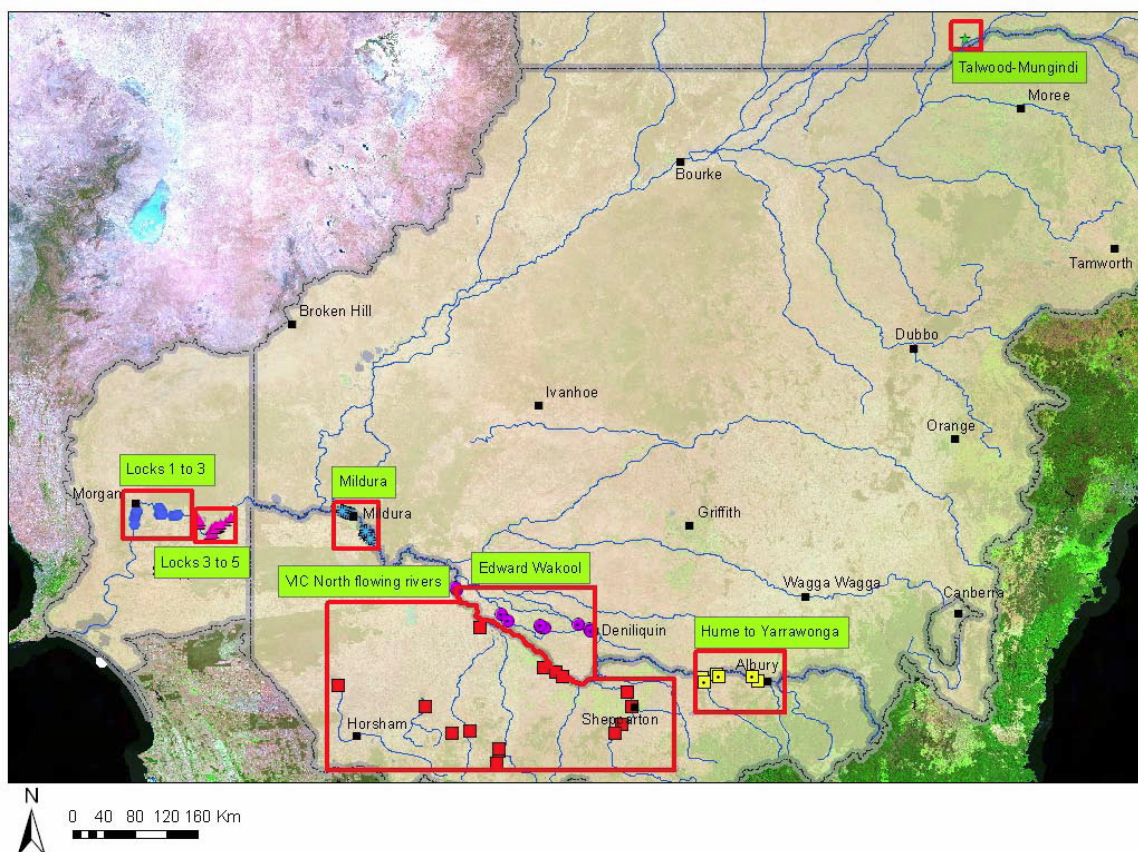 Talwood-Mungindi
Moree
Bourke
Tamworth
Broken Hill
Dubbo
Ivanhoe
Orange
Locks 1 to 3
Mildura
Morgan
Mildura
Griffith
Locks 3 to 5
VIC North flowing rivers
Edward Wakool
Wagga Wagga
Canberra
Deniliquin
Hume to Yarrawonga
Albury
Shepparton
Horsham
N
0 40 80 120 160 Km